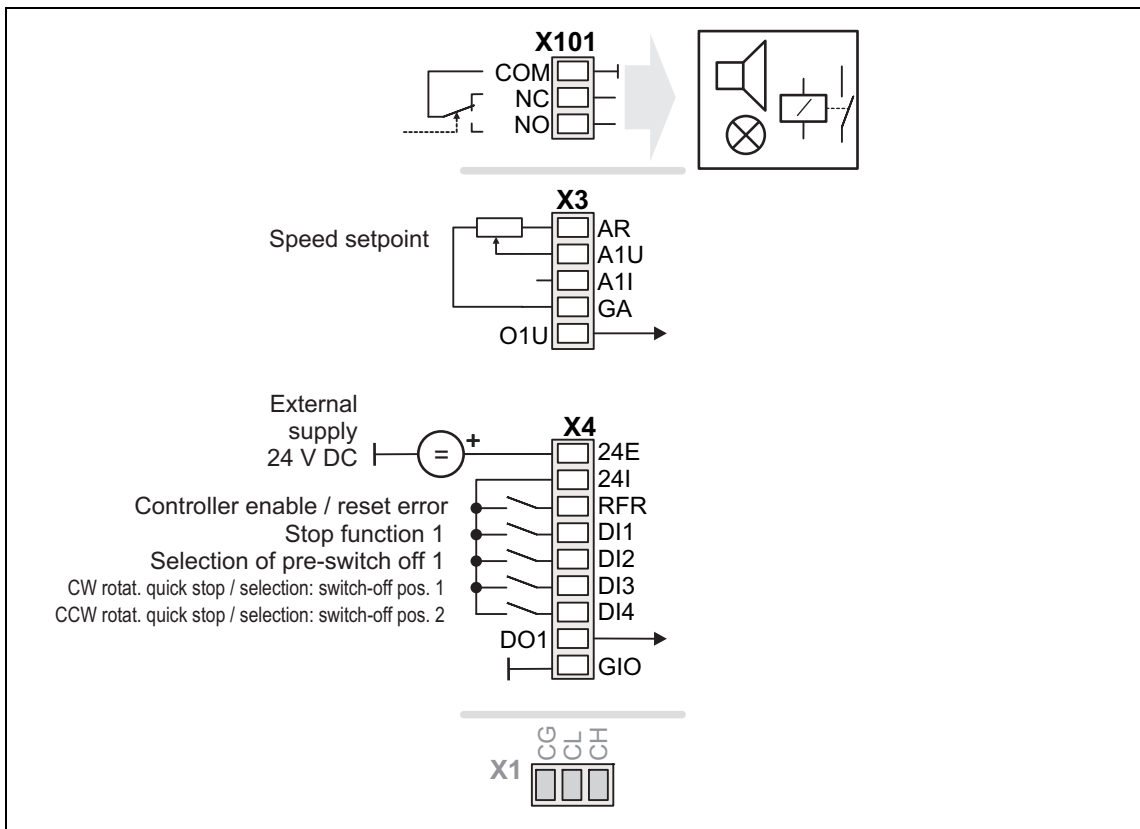 X101
COM
NC
NO
X3
Speed setpoint
AR
A1U
A1I
GA
O1U
External
supply
24 V DC
=
+
X4
24E
24I
Controller enable / reset error
RFR
Stop function 1
DI1
Selection of pre-switch off 1
DI2
CW rotat. quick stop / selection: switch-off pos. 1
DI3
CCW rotat. quick stop / selection: switch-off pos. 2
DI4
DO1
GIO
CG
CL
CH
X1